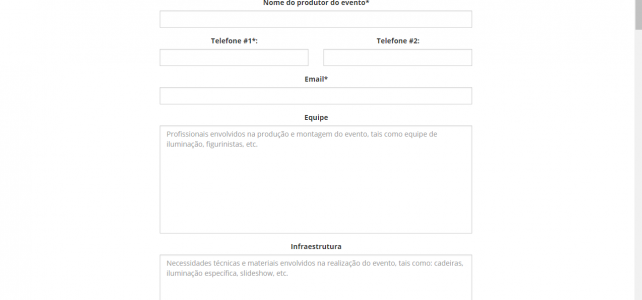 Nome do produtor do evento*
Telefone #1*: Telefone #2:
Email*
Equipe
Profissionais envolvidos na produção e montagem do evento, tais como equipe de
iluminação, figurinistas, etc.
Infraestrutura
Necessidades técnicas e materiais envolvidos na realização do evento, tais como: cadeiras,
iluminação específica, slideshow, etc.